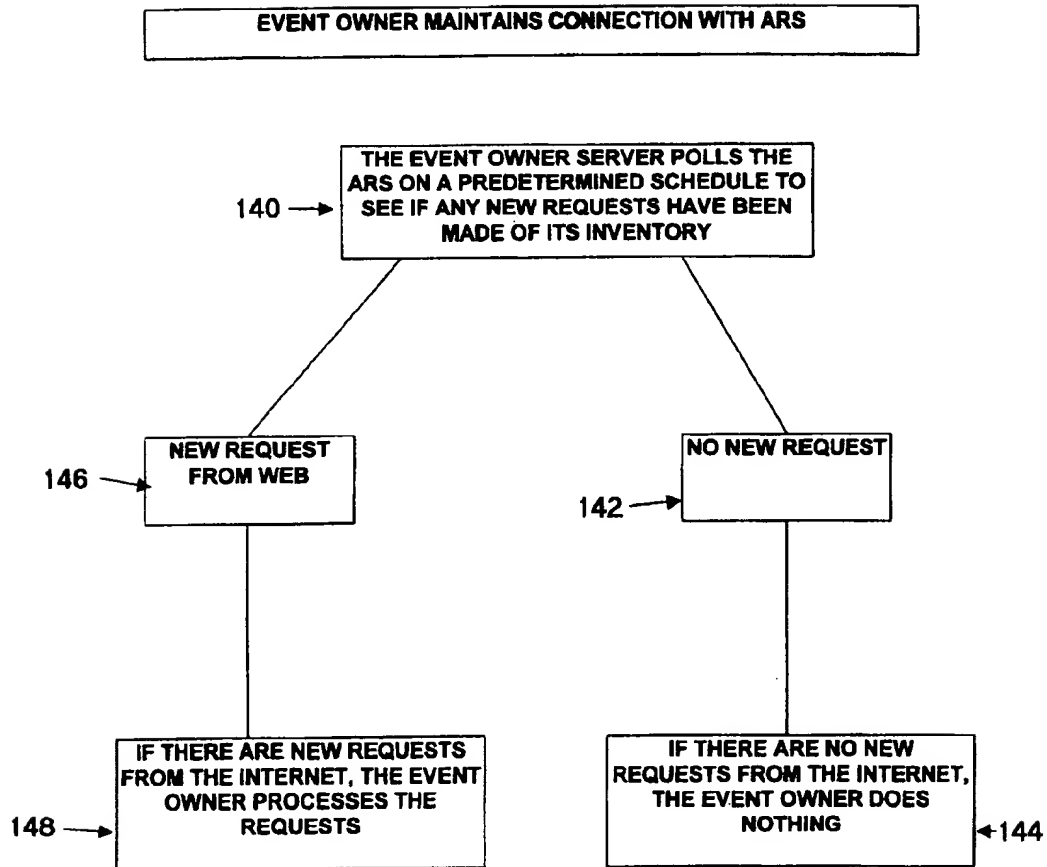 EVENT OWNER MAINTAINS CONNECTION WITH ARS
THE EVENT OWNER SERVER POLLS THE
ARS ON A PREDETERMINED SCHEDULE TO
SEE IF ANY NEW REQUESTS HAVE BEEN
MADE OF ITS INVENTORY
140
NEW REQUEST
FROM WEB
146
NO NEW REQUEST
142
IF THERE ARE NEW REQUESTS
FROM THE INTERNET, THE EVENT
OWNER PROCESSES THE
REQUESTS
148
IF THERE ARE NO NEW
REQUESTS FROM THE INTERNET,
THE EVENT OWNER DOES
NOTHING
144